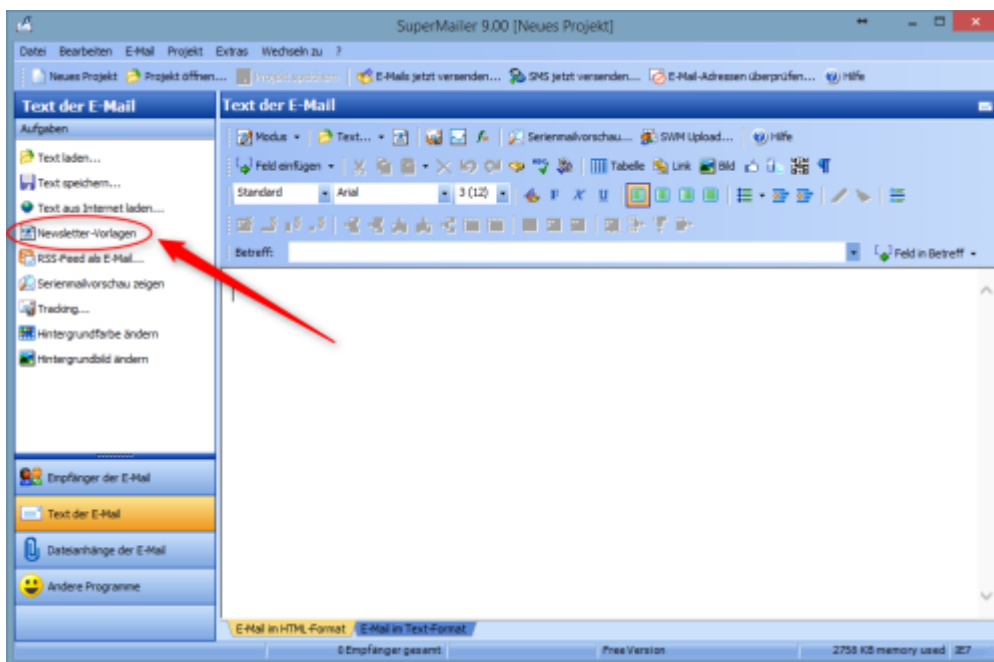 SuperMailer 9.00 [Neues Projekt]
Datei Bearbeiten E-Mail Projekt Extras Wechseln zu ?
Neues Projekt Projekt öffnen... Projekt speichern E-Mails jetzt versenden... SMS jetzt versenden.... E-Mail-Adressen überprüfen... Hilfe
Text der E-Mail
Aufgaben
Text laden...
Text speichern...
Text aus Internet laden....
Newsletter-Vorlagen
RSS-Feed als E-Mail....
Serienmailvorschau zeigen
Tracking....
Hintergrundfarbe ändern
Hintergrundbild ändern
Empfänger der E-Mail
Text der E-Mail
Dateianhänge der E-Mail
Andere Programme
Text der E-Mail
Modus Text... Serienmailvorschau.... SWM Upload... Hilfe
Feld einfügen Tabelle Link Bild
Standard Arial 3 (12) F K U
Betreff: Feld in Betreff
E-Mail im HTML-Format E-Mail im Text-Format
0 Empfänger gesamt Free Version 2758 KB memory used IE7